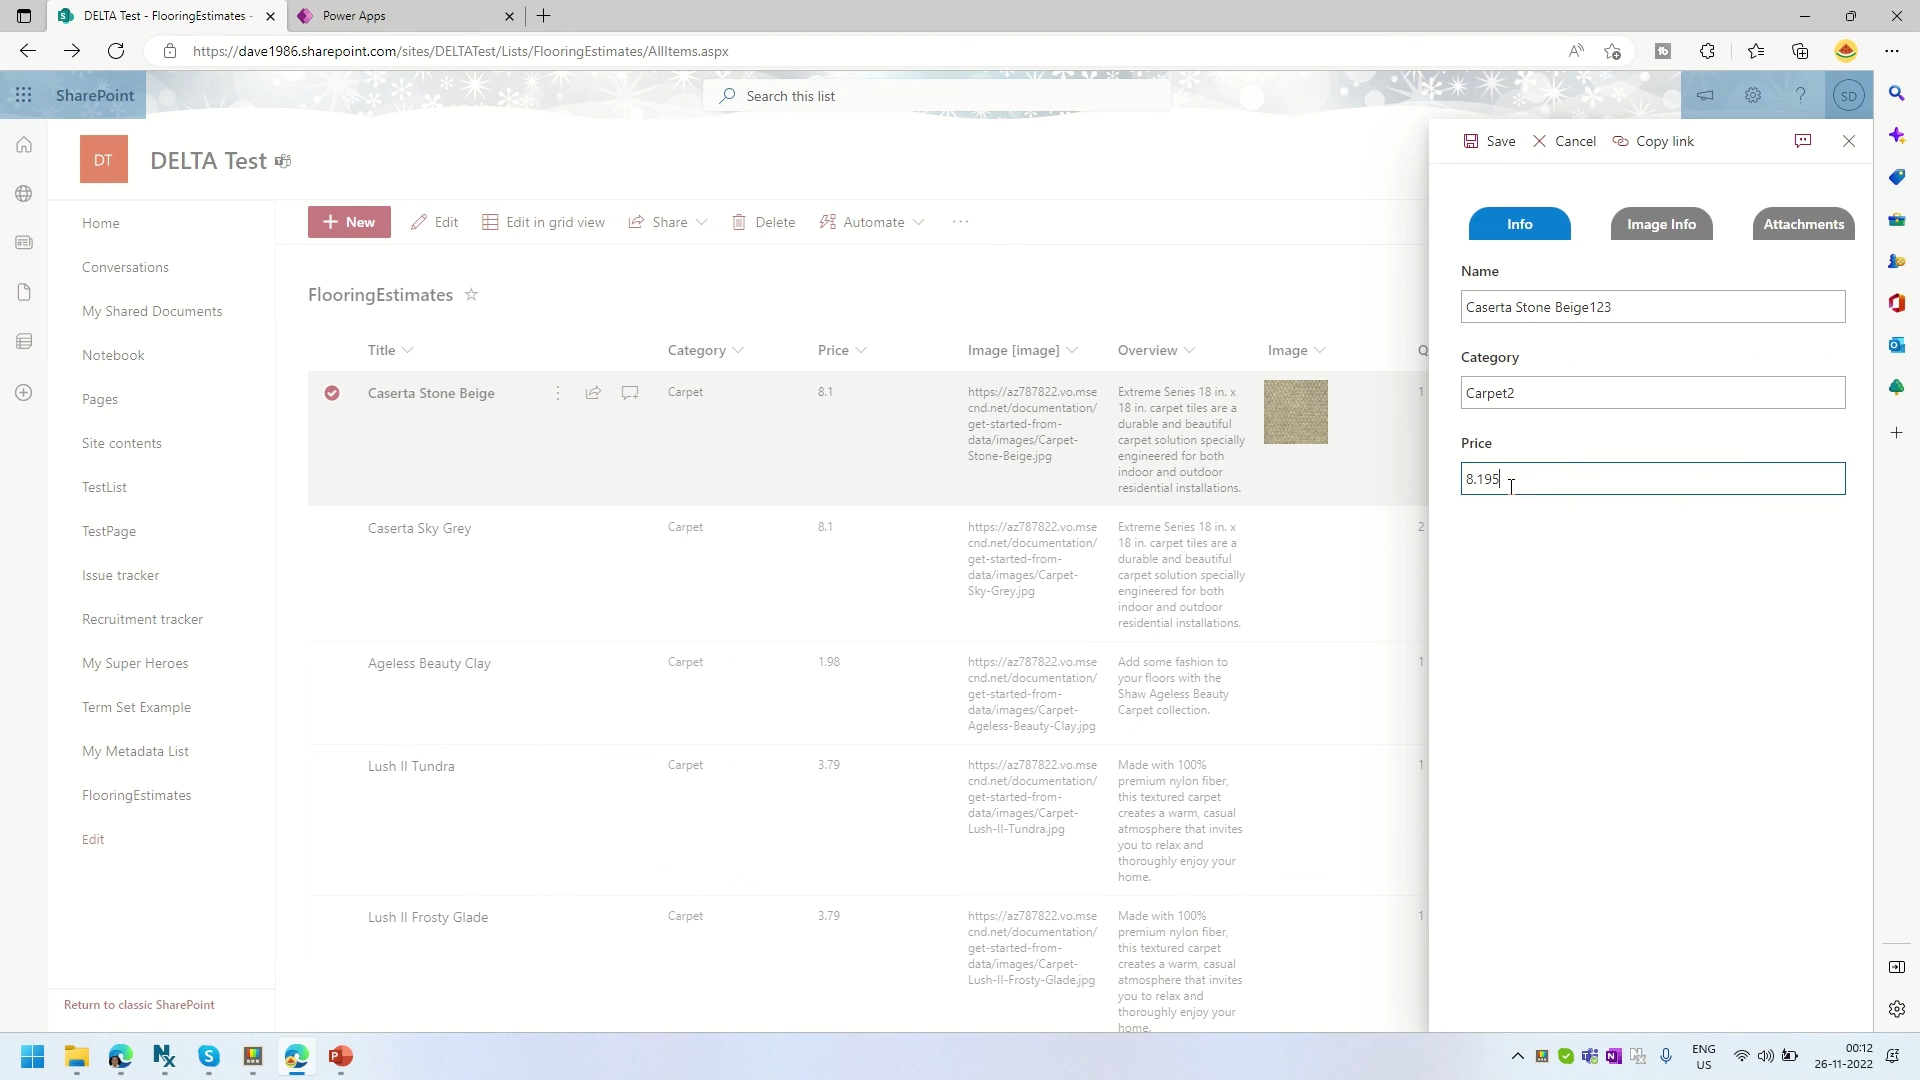 DELTA Test - FlooringEstimates -
Power Apps
https://dave1986.sharepoint.com/sites/DELTATest/Lists/FlooringEstimates/AllItems.aspx
SharePoint
Search this list
SD
DT
DELTA Test
Save
Cancel
Copy link
Home
Conversations
My Shared Documents
Notebook
Pages
Site contents
TestList
TestPage
Issue tracker
Recruitment tracker
My Super Heroes
Term Set Example
My Metadata List
FlooringEstimates
Edit
Return to classic SharePoint
New
Edit
Edit in grid view
Share
Delete
Automate
FlooringEstimates
Title
Category
Price
Image [image]
Overview
Image
Q
Caserta Stone Beige
Carpet
8.1
https://az787822.vo.mse
cnd.net/documentation/
get-started-from-
data/images/Carpet-
Stone-Beige.jpg
Extreme Series 18 in. x
18 in. carpet tiles are a
durable and beautiful
carpet solution specially
engineered for both
indoor and outdoor
residential installations.
1
Caserta Sky Grey
Carpet
8.1
https://az787822.vo.mse
cnd.net/documentation/
get-started-from-
data/images/Carpet-
Sky-Grey.jpg
Extreme Series 18 in. x
18 in. carpet tiles are a
durable and beautiful
carpet solution specially
engineered for both
indoor and outdoor
residential installations.
2
Ageless Beauty Clay
Carpet
1.98
https://az787822.vo.mse
cnd.net/documentation/
get-started-from-
data/images/Carpet-
Ageless-Beauty-Clay.jpg
Add some fashion to
your floors with the
Shaw Ageless Beauty
Carpet collection.
1
Lush II Tundra
Carpet
3.79
https://az787822.vo.mse
cnd.net/documentation/
get-started-from-
data/images/Carpet-
Lush-II-Tundra.jpg
Made with 100%
premium nylon fiber,
this textured carpet
creates a warm, casual
atmosphere that invites
you to relax and
thoroughly enjoy your
home.
1
Lush II Frosty Glade
Carpet
3.79
https://az787822.vo.mse
cnd.net/documentation/
get-started-from-
data/images/Carpet-
Lush-II-Frosty-Glade.jpg
Made with 100%
premium nylon fiber,
this textured carpet
creates a warm, casual
atmosphere that invites
you to relax and
thoroughly enjoy your
home.
1
Info
Image Info
Attachments
Name
Caserta Stone Beige123
Category
Carpet2
Price
8.195
ENG
US
00:12
26-11-2022